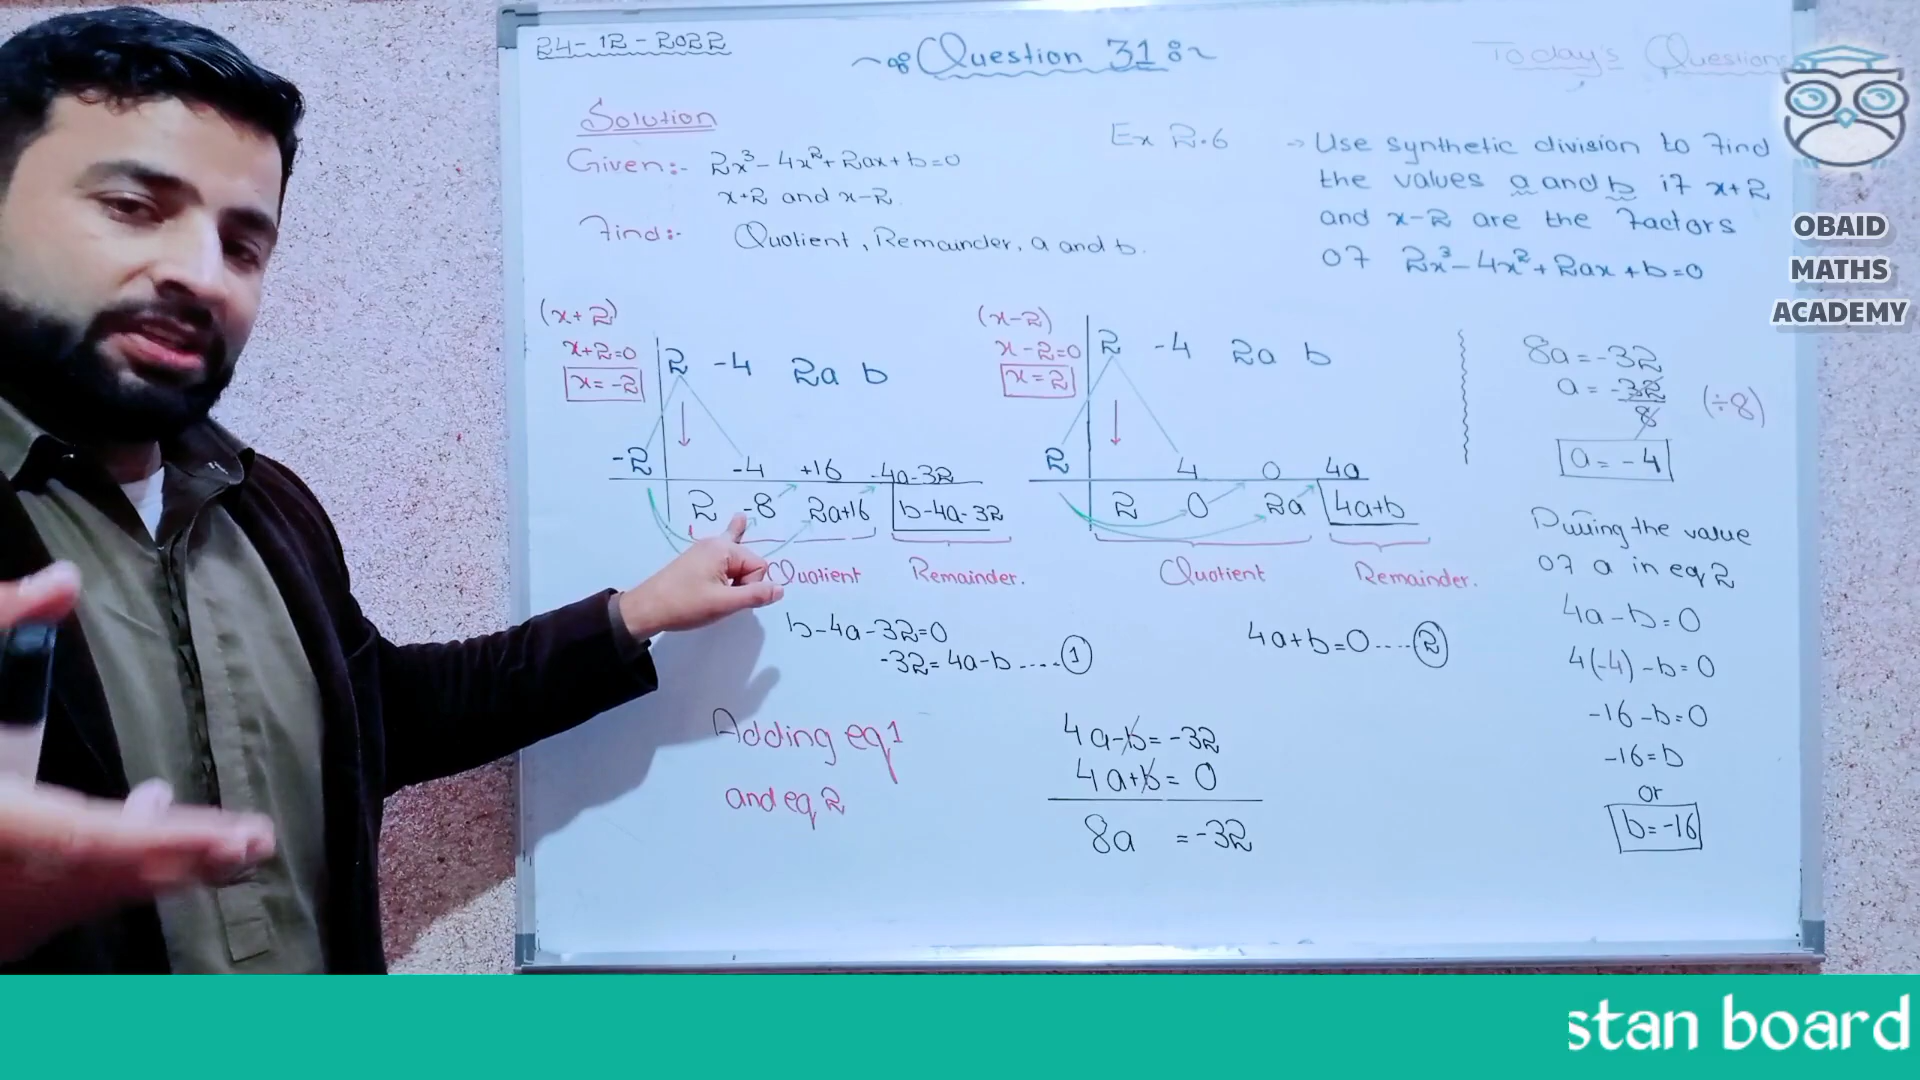 24-12-2022
Question 31
Today's Questions
Solution
Given:- 2x³-4x²+2ax+b=0
x+2 and x-2
Find:- Quotient, Remainder, a and b.
Ex 2.6
→ Use synthetic division to find
the values a and b if x+2
and x-2 are the factors
of 2x³-4x²+2ax+b=0
OBAID
MATHS
ACADEMY
(x+2)
x+2=0
x=-2
2 -4 2a b
-2 -4 +16 -4a-32
2 -8 2a+16 b-4a-32
Quotient Remainder.
b-4a-32=0
-32=4a-b ....①
(x-2)
x-2=0
x=2
2 -4 2a b
2 4 0 4a
2 0 2a 4a+b
Quotient Remainder.
4a+b=0....②
Adding eq1
and eq2
4a-b=-32
4a+b= 0
8a =-32
8a=-32
a=-32
8
(÷8)
a=-4
Putting the value
of a in eq2
4a-b=0
4(-4)-b=0
-16-b=0
-16=b
or
b=-16
stan board